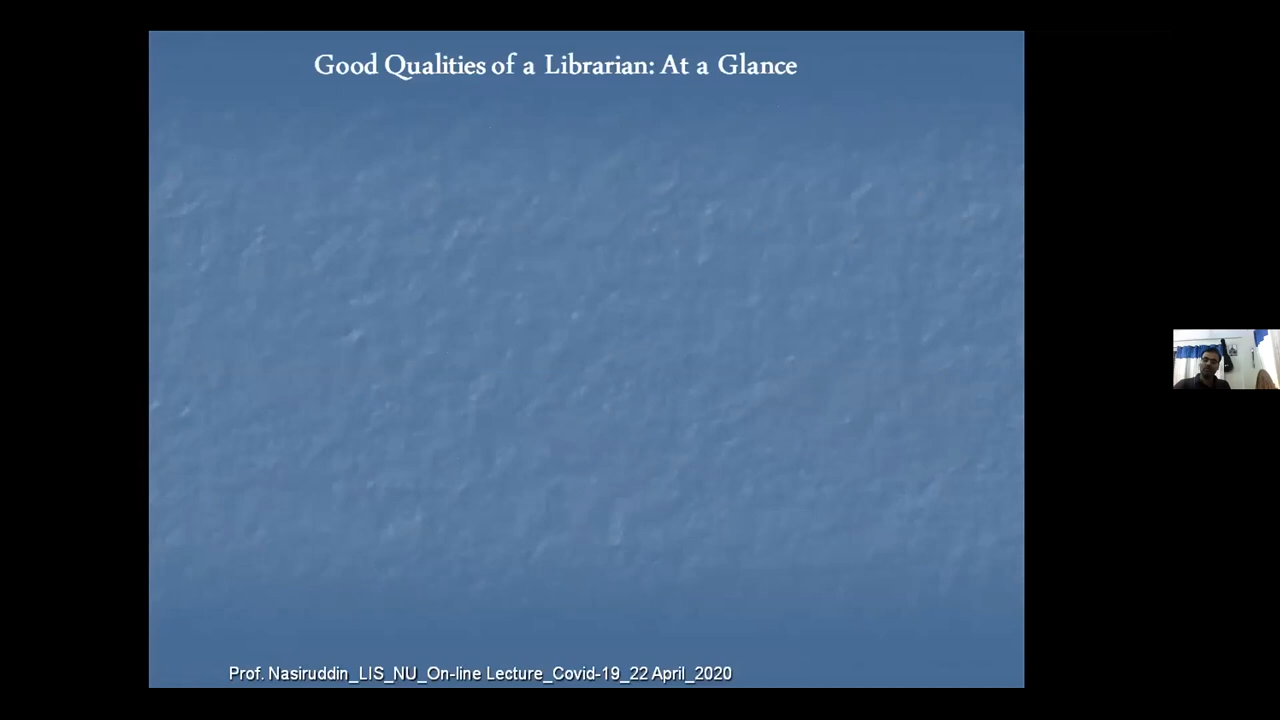 Good Qualities of a Librarian: At a Glance
Prof. Nasiruddin_LIS_NU_On-line Lecture_Covid-19_22 April_2020